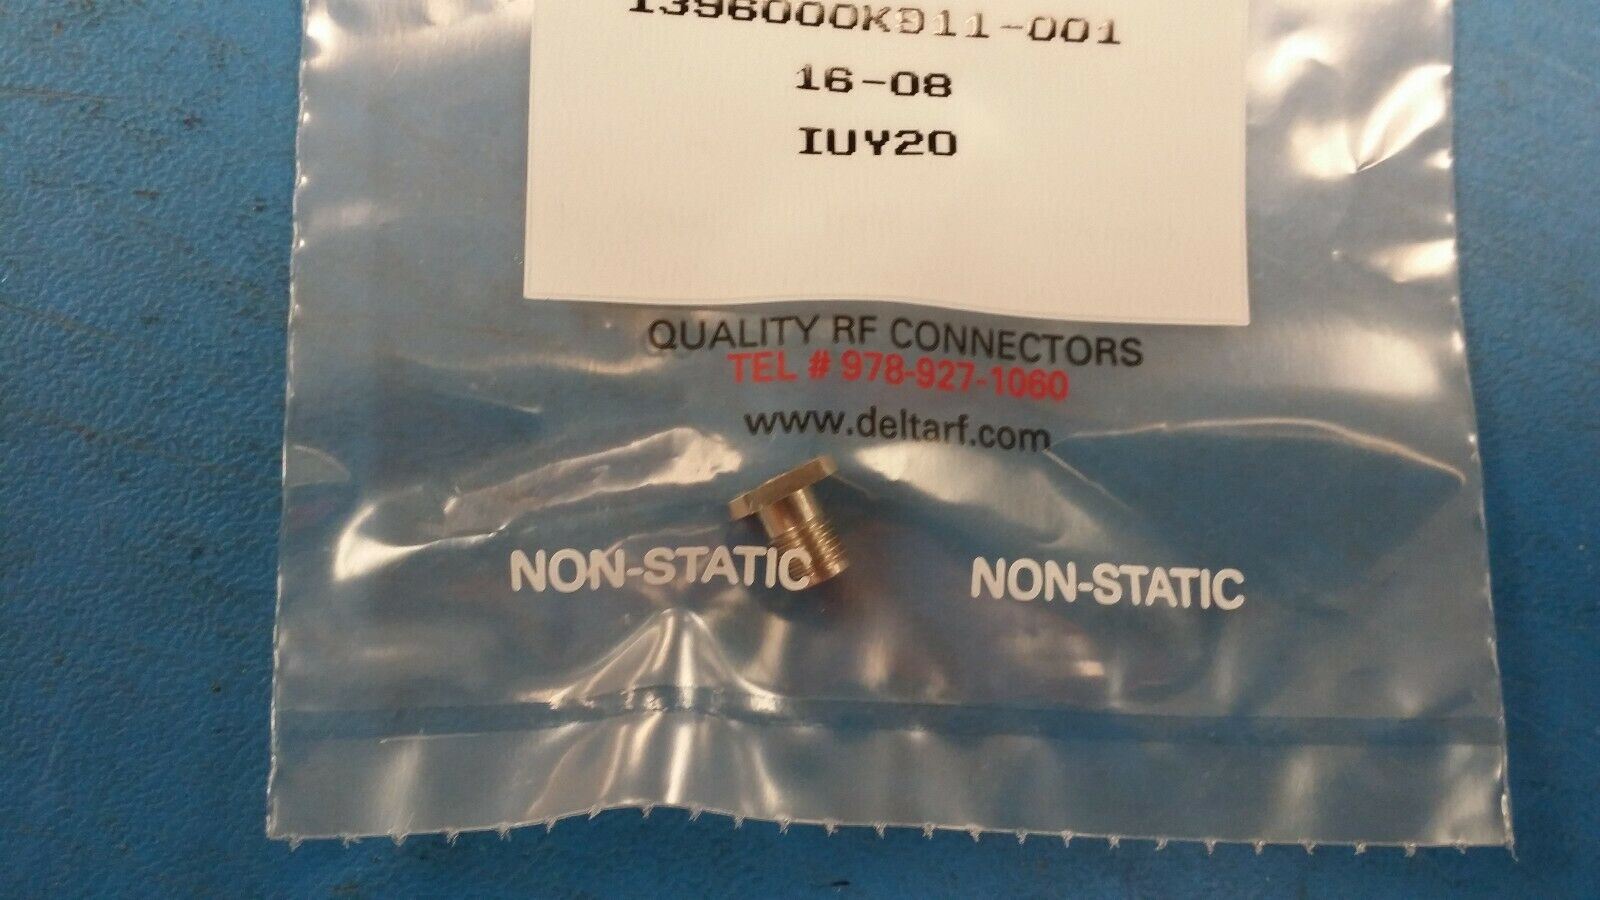 1396000K911-001
16-08
IUY20
QUALITY RF CONNECTORS
TEL # 978-927-1060
www.deltarf.com
NON-STATIC NON-STATIC